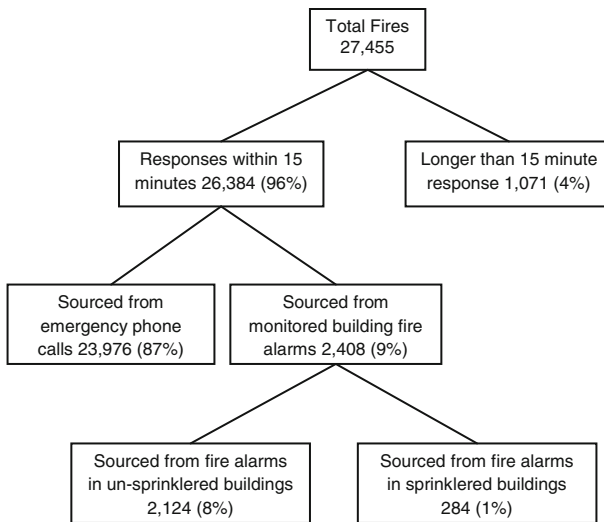 Total Fires
27,455
Responses within 15
minutes 26,384 (96%)
Longer than 15 minute
response 1,071 (4%)
Sourced from
emergency phone
calls 23,976 (87%)
Sourced from
monitored building fire
alarms 2,408 (9%)
Sourced from fire alarms
in un-sprinklered buildings
2,124 (8%)
Sourced from fire alarms
in sprinklered buildings
284 (1%)